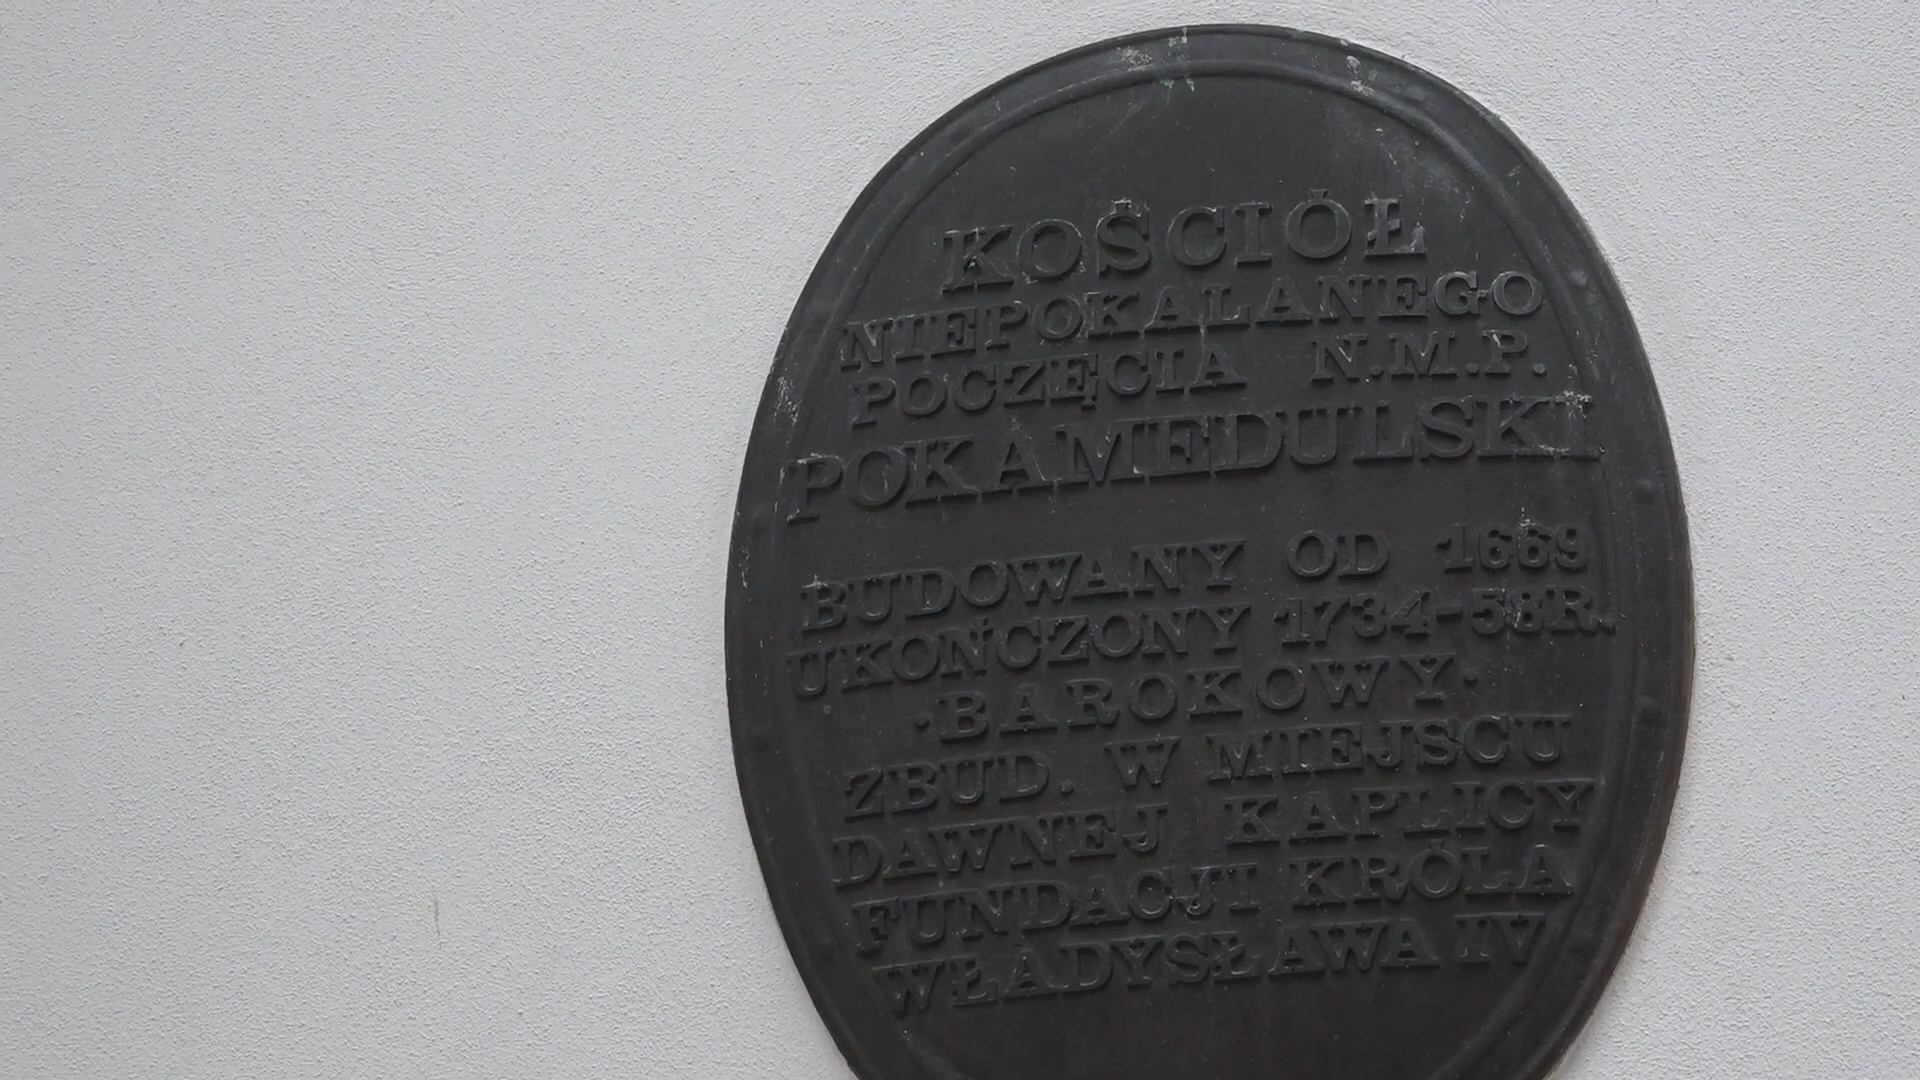 KOŚCIÓŁ
NIEPOKALANEGO
POCZĘCIA N.M.P.
POKAMEDULSKI
BUDOWANY OD 1669
UKOŃCZONY 1734-58R.
·BAROKOWY·
ZBUD. W MIEJSCU
DAWNEJ KAPLICY
FUNDACJI KRÓLA
WŁADYSŁAWA IV